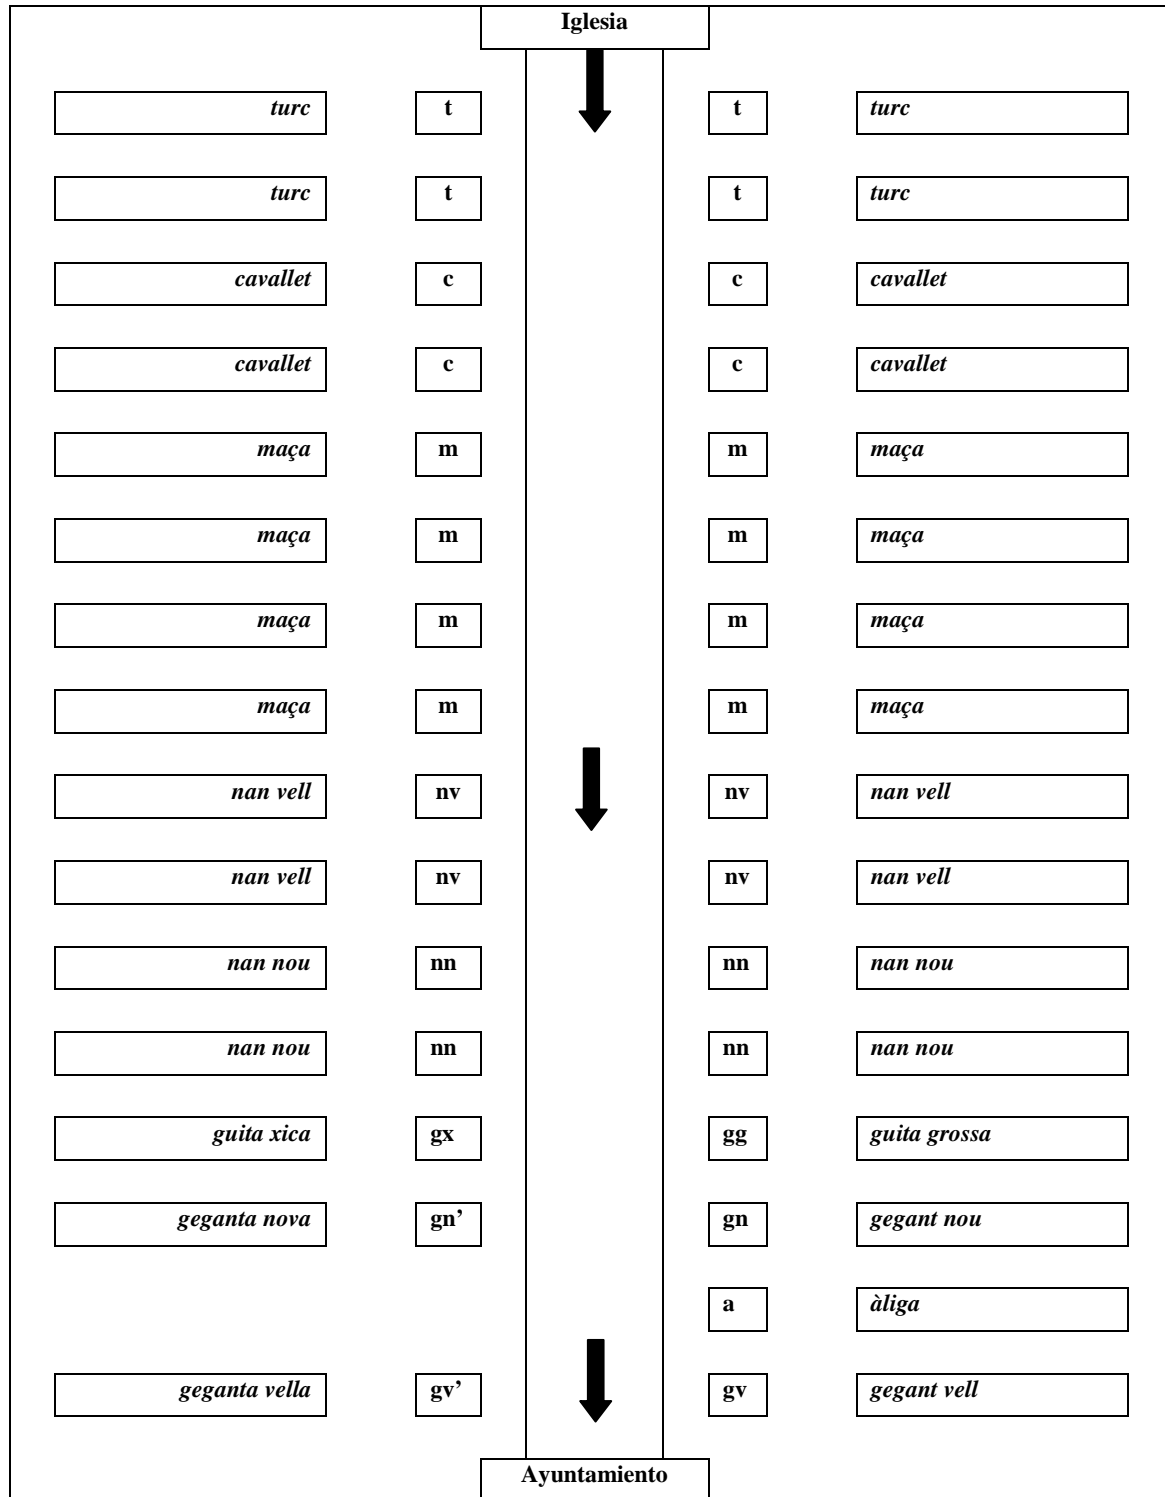 Iglesia
turc t t turc
turc t t turc
cavallet c c cavallet
cavallet c c cavallet
maça m m maça
maça m m maça
maça m m maça
maça m m maça
nan vell nv nv nan vell
nan vell nv nv nan vell
nan nou nn nn nan nou
nan nou nn nn nan nou
guita xica gx gg guita grossa
geganta nova gn’ gn gegant nou
a àliga
geganta vella gv’ gv gegant vell
Ayuntamiento